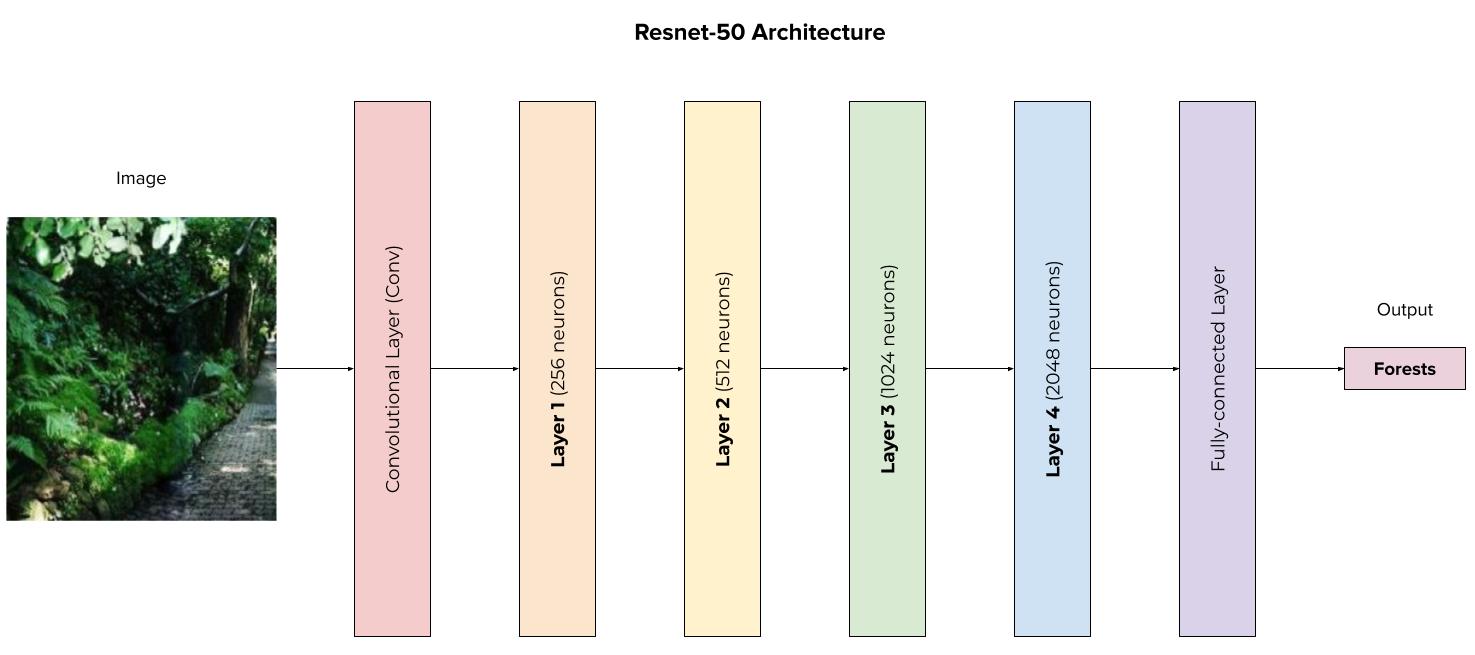 Resnet-50 Architecture
Image
Convolutional Layer (Conv)
Layer 1 (256 neurons)
Layer 2 (512 neurons)
Layer 3 (1024 neurons)
Layer 4 (2048 neurons)
Fully-connected Layer
Output
Forests